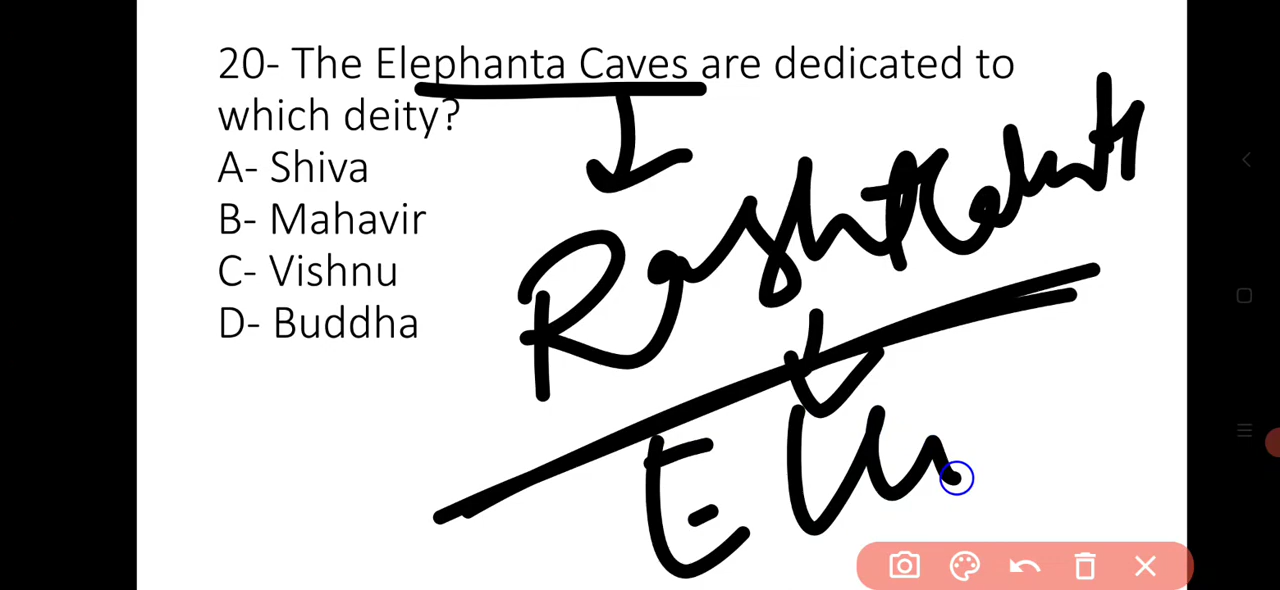 20- The Elephanta Caves are dedicated to
which deity?
A- Shiva
B- Mahavir
C- Vishnu
D- Buddha